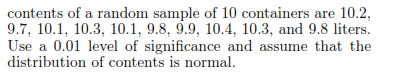 contents of a random sample of 10 containers are 10.2,
9.7, 10.1, 10.3, 10.1, 9.8, 9.9, 10.4, 10.3, and 9.8 liters.
Use a 0.01 level of significance and assume that the
distribution of contents is normal.